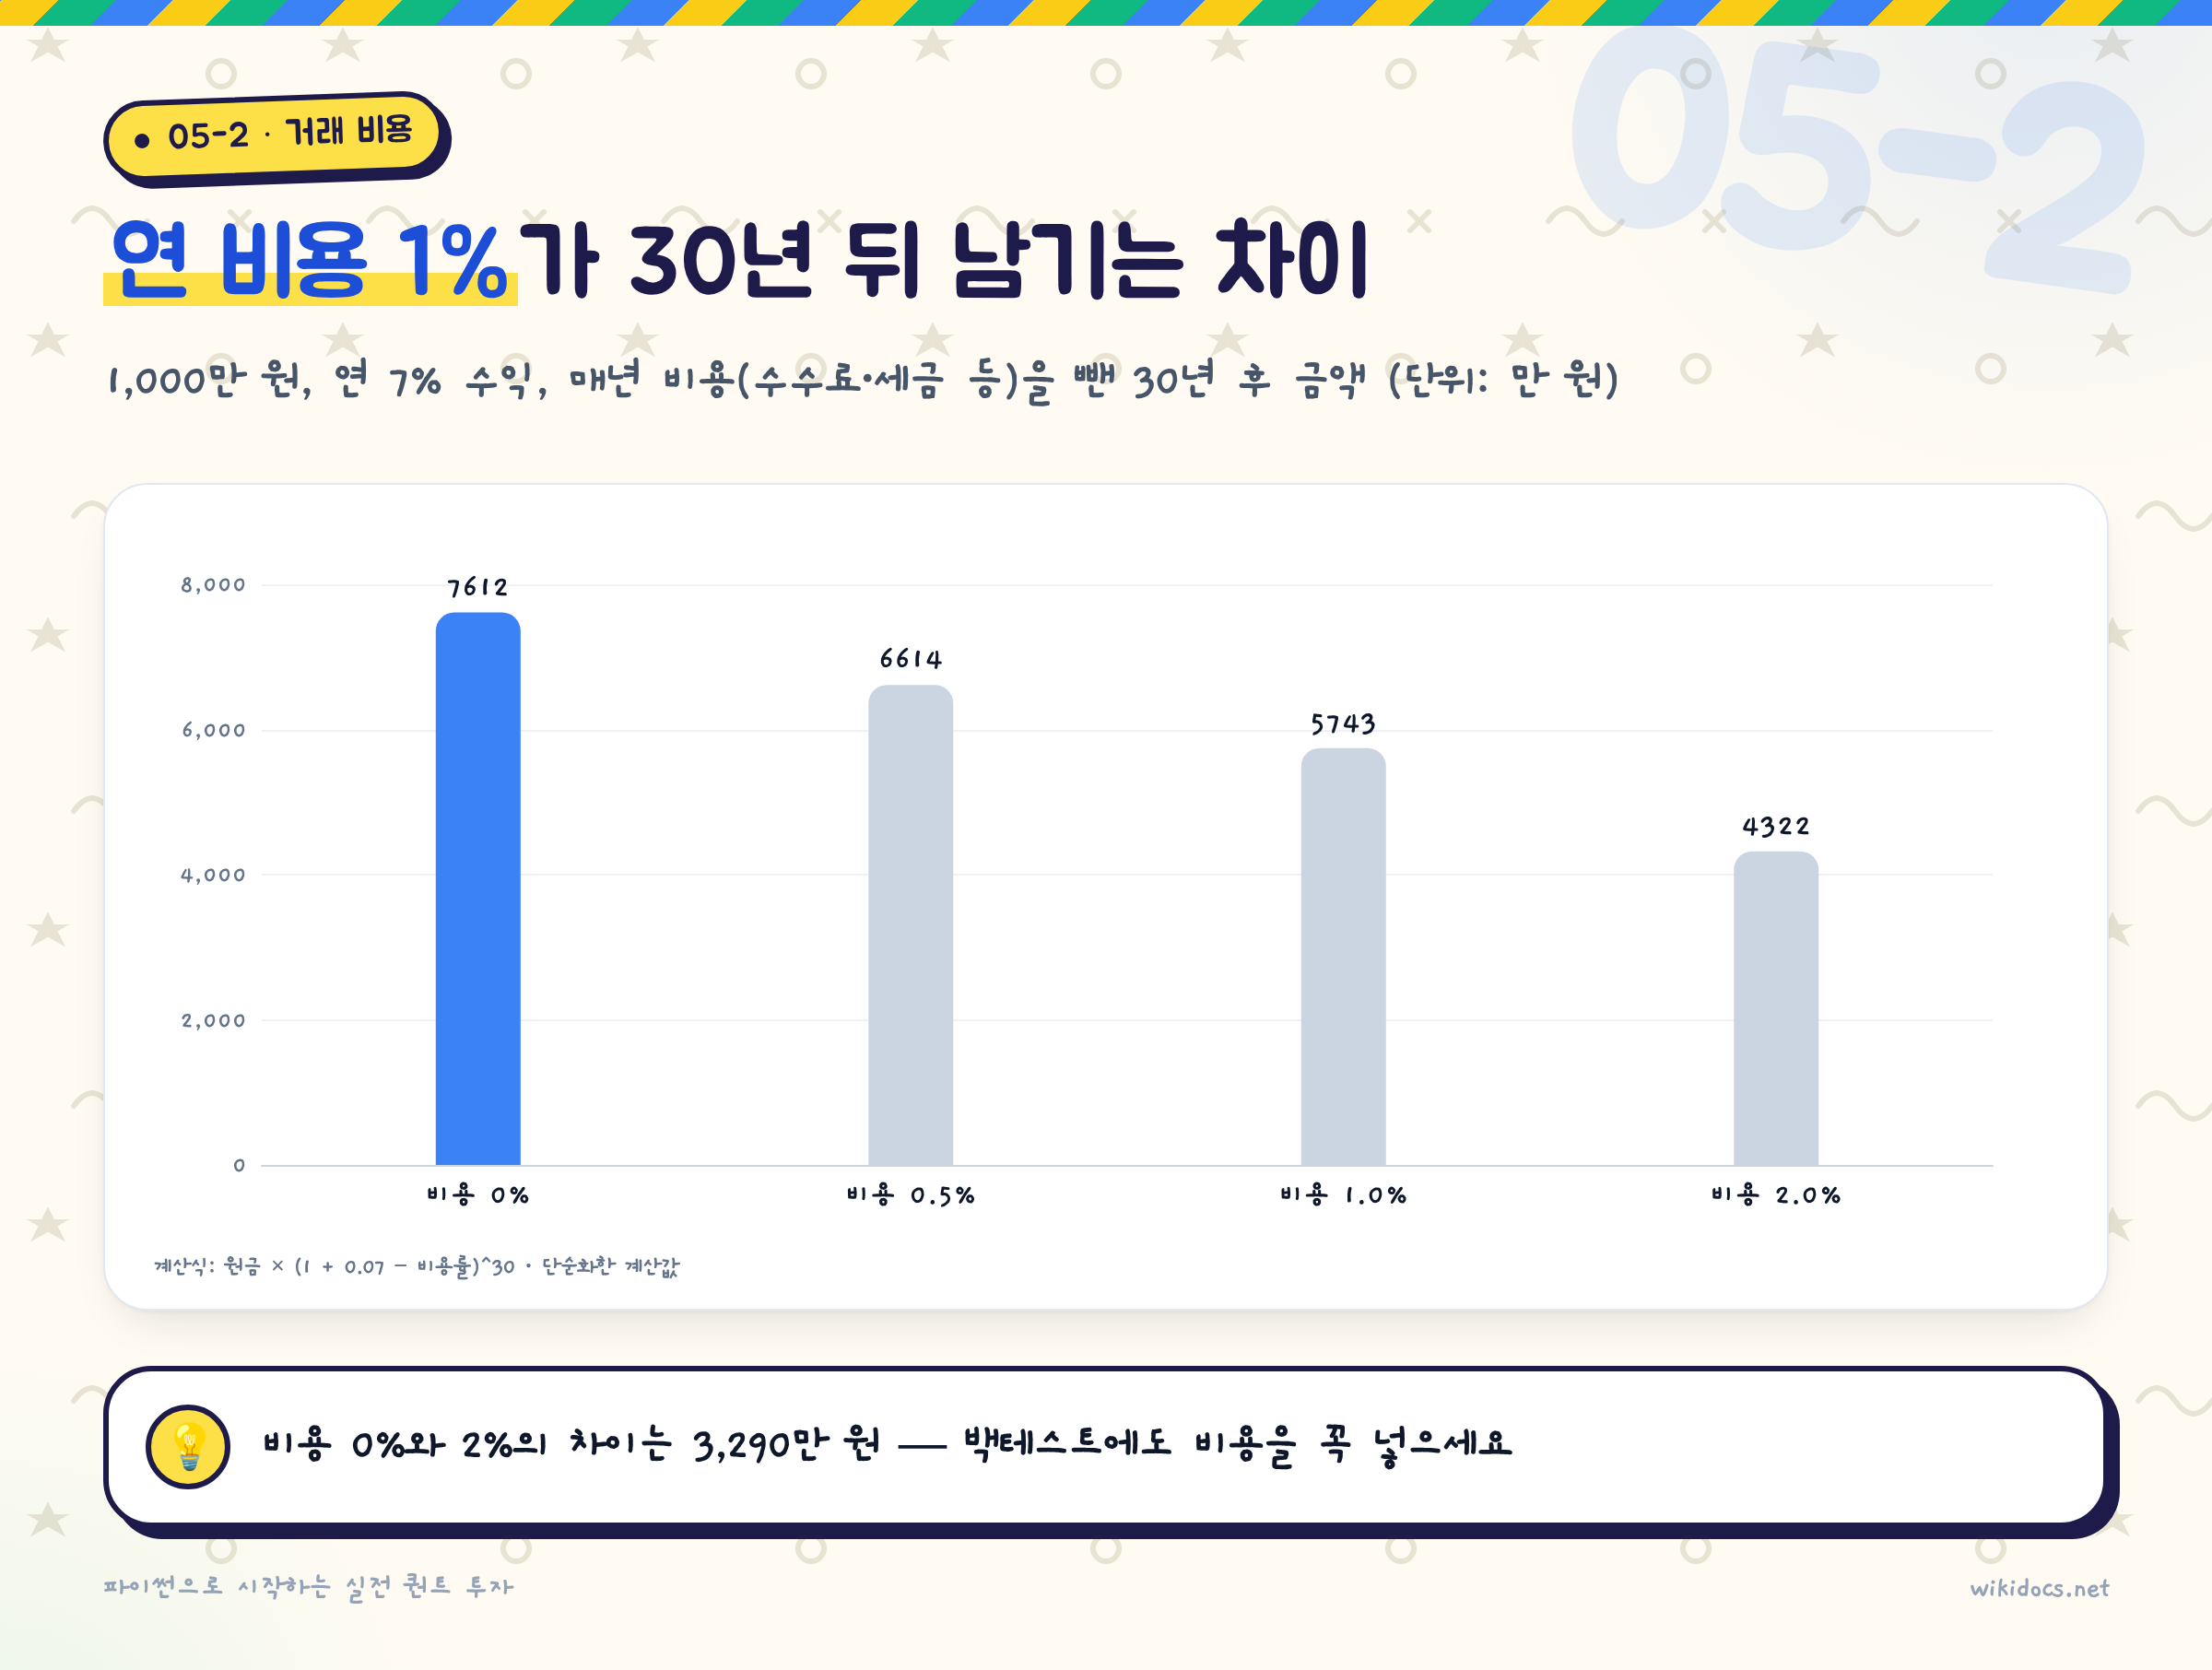 05-2
05-2 · 거래 비용
연 비용 1%가 30년 뒤 남기는 차이
1,000만 원, 연 7% 수익, 매년 비용(수수료·세금 등)을 뺀 30년 후 금액 (단위: 만 원)
8,000
6,000
4,000
2,000
0
7612
6614
5743
4322
비용 0%
비용 0.5%
비용 1.0%
비용 2.0%
계산식: 원금 × (1 + 0.07 − 비용률)^30 · 단순화한 계산값
비용 0%와 2%의 차이는 3,290만 원 — 백테스트에도 비용을 꼭 넣으세요
파이썬으로 시작하는 실전 퀀트 투자
wikidocs.net